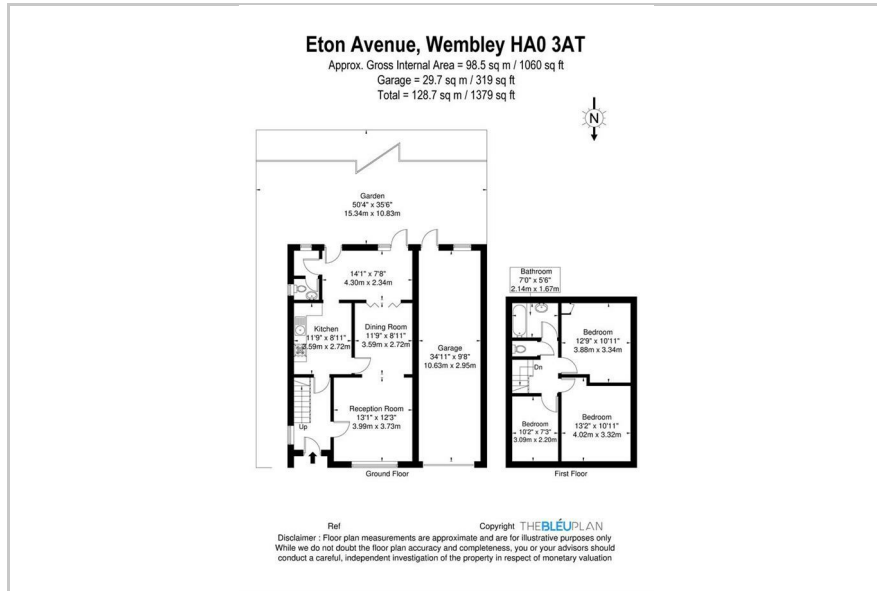 Eton Avenue, Wembley HA0 3AT
Approx. Gross Internal Area = 98.5 sq m / 1060 sq ft
Garage = 29.7 sq m / 319 sq ft
Total = 128.7 sq m / 1379 sq ft
N
Garden
50'4" x 35'6"
15.34m x 10.83m
14'1" x 7'8"
4.30m x 2.34m
Kitchen
11'9" x 8'11"
3.59m x 2.72m
Dining Room
11'9" x 8'11"
3.59m x 2.72m
Garage
34'11" x 9'8"
10.63m x 2.95m
Reception Room
13'1" x 12'3"
3.99m x 3.73m
Up
Ground Floor
Bathroom
7'0" x 5'6"
2.14m x 1.67m
Bedroom
12'9" x 10'11"
3.88m x 3.34m
Dn
Bedroom
13'2" x 10'11"
4.02m x 3.32m
Bedroom
10'2" x 7'3"
3.09m x 2.20m
First Floor
Ref
Copyright THEBLÉUPLAN
Disclaimer : Floor plan measurements are approximate and are for illustrative purposes only
While we do not doubt the floor plan accuracy and completeness, you or your advisors should
conduct a careful, independent investigation of the property in respect of monetary valuation